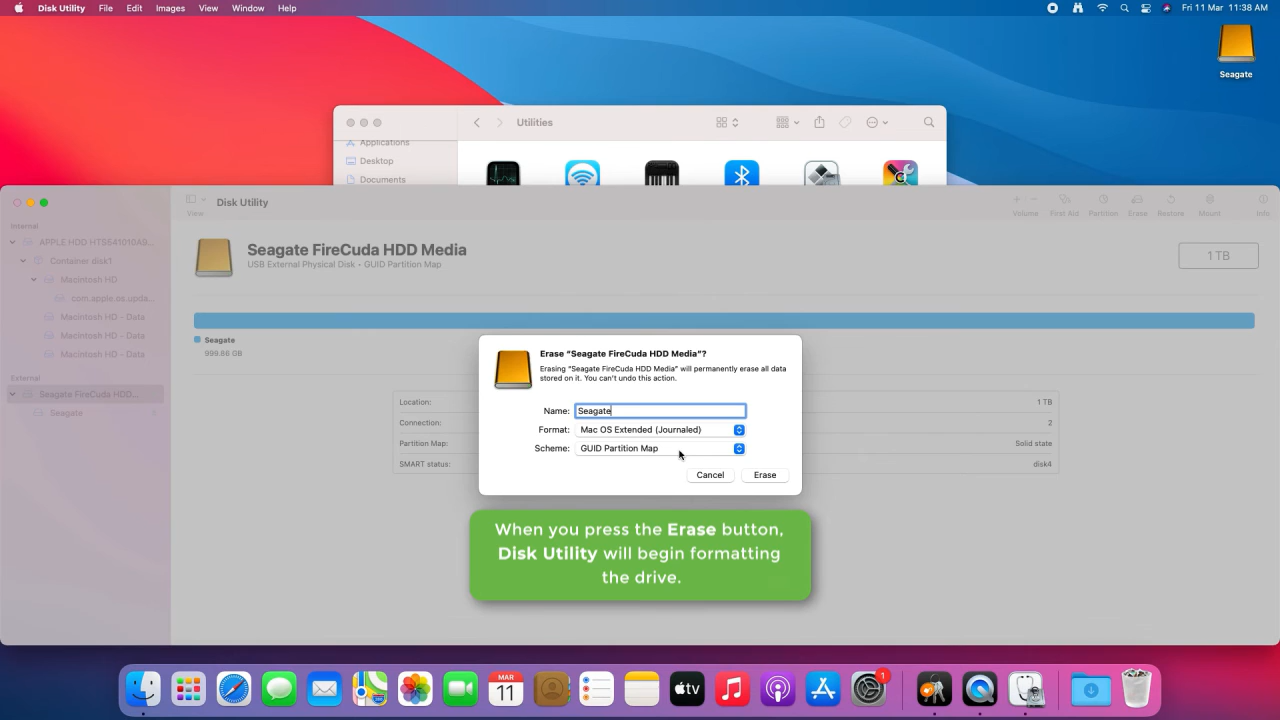 Disk Utility File Edit Images View Window Help Fri 11 Mar 11:38 AM
Seagate
Utilities
Applications
Desktop
Documents
Disk Utility
View
Volume First Aid Partition Erase Restore Mount Info
Internal
APPLE HDD HTS541010A9...
Container disk1
Macintosh HD
com.apple.os.upda...
Macintosh HD - Data
Macintosh HD - Data
Macintosh HD - Data
External
Seagate FireCuda HDD...
Seagate
Seagate FireCuda HDD Media
USB External Physical Disk • GUID Partition Map
1 TB
Seagate
999.86 GB
Location:
Connection:
Partition Map:
SMART status:
1 TB
2
Solid state
disk4
Erase “Seagate FireCuda HDD Media”?
Erasing “Seagate FireCuda HDD Media” will permanently erase all data
stored on it. You can't undo this action.
Name: Seagate
Format: Mac OS Extended (Journaled)
Scheme: GUID Partition Map
Cancel Erase
When you press the Erase button,
Disk Utility will begin formatting
the drive.
MAR
11
tv
1